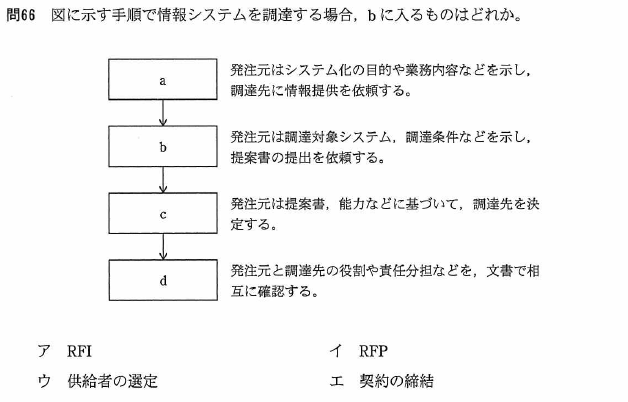 問66 図に示す手順で情報システムを調達する場合，bに入るものはどれか。
a
発注元はシステム化の目的や業務内容などを示し，
調達先に情報提供を依頼する。
b
発注元は調達対象システム，調達条件などを示し，
提案書の提出を依頼する。
c
発注元は提案書，能力などに基づいて，調達先を決
定する。
d
発注元と調達先の役割や責任分担などを，文書で相
互に確認する。
ア RFI
イ RFP
ウ 供給者の選定
エ 契約の締結